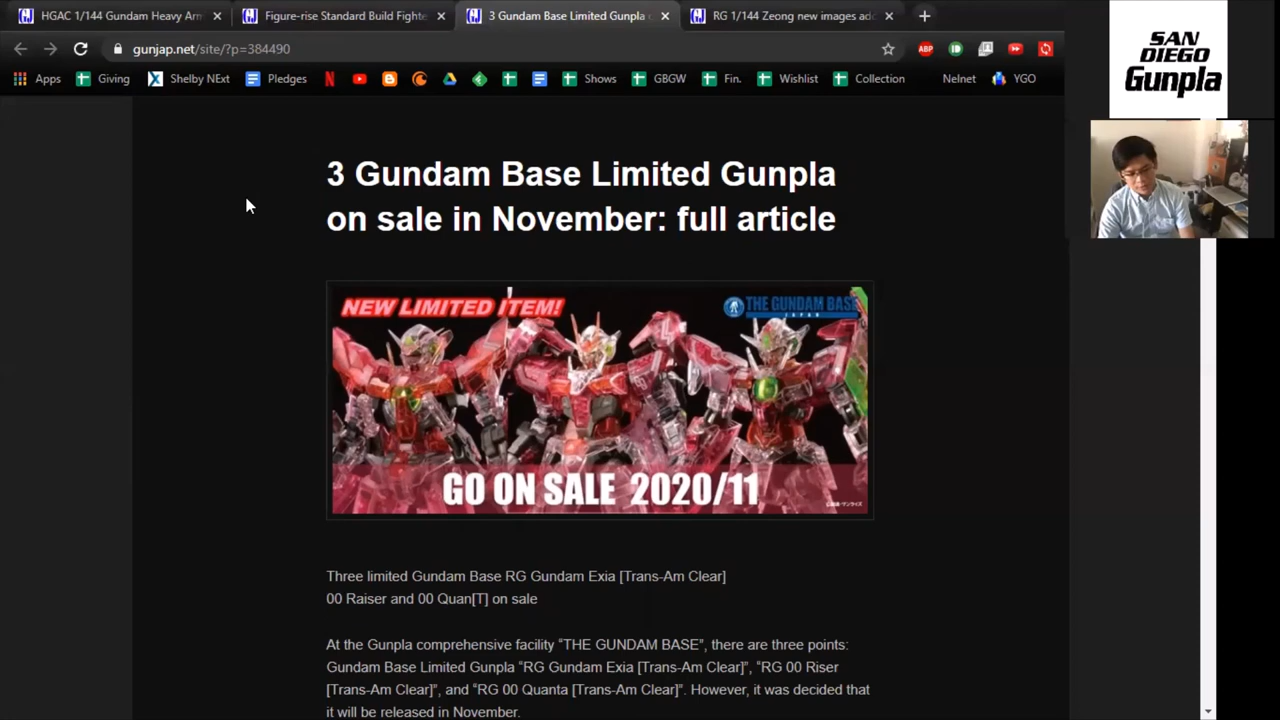 HGAC 1/144 Gundam Heavy Arm
Figure-rise Standard Build Fighte
3 Gundam Base Limited Gunpla
RG 1/144 Zeong new images add
gunjap.net/site/?p=384490
ABP
Apps
Giving
Shelby NExt
Pledges
Shows
GBGW
Fin.
Wishlist
Collection
Nelnet
YGO
SAN
DIEGO
Gunpla
3 Gundam Base Limited Gunpla
on sale in November: full article
NEW LIMITED ITEM!
THE GUNDAM BASE
JAPAN
GO ON SALE 2020/11
Three limited Gundam Base RG Gundam Exia [Trans-Am Clear]
00 Raiser and 00 Quan[T] on sale
At the Gunpla comprehensive facility “THE GUNDAM BASE”, there are three points:
Gundam Base Limited Gunpla “RG Gundam Exia [Trans-Am Clear]”, “RG 00 Riser
[Trans-Am Clear]”, and “RG 00 Quanta [Trans-Am Clear]”. However, it was decided that
it will be released in November.